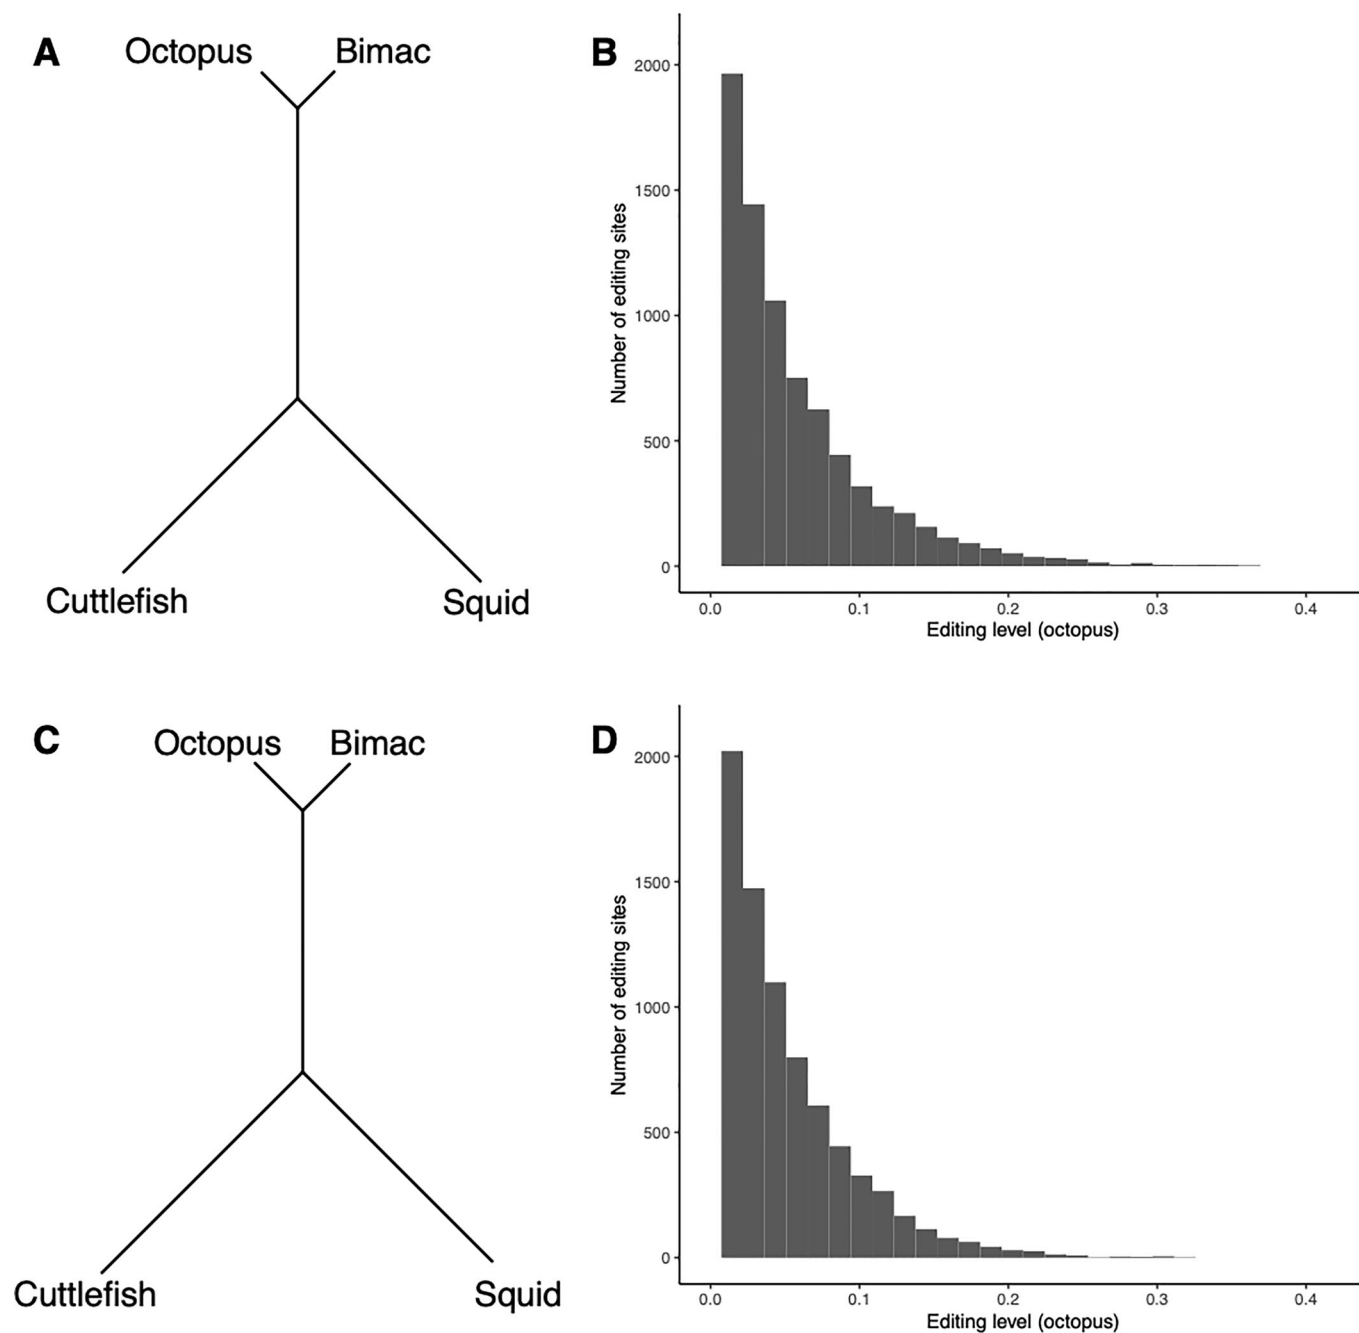 A
Octopus
Bimac
Cuttlefish
Squid
B
Number of editing sites
2000
1500
1000
500
0
0.0
0.1
0.2
0.3
0.4
Editing level (octopus)
C
Octopus
Bimac
Cuttlefish
Squid
D
Number of editing sites
2000
1500
1000
500
0
0.0
0.1
0.2
0.3
0.4
Editing level (octopus)